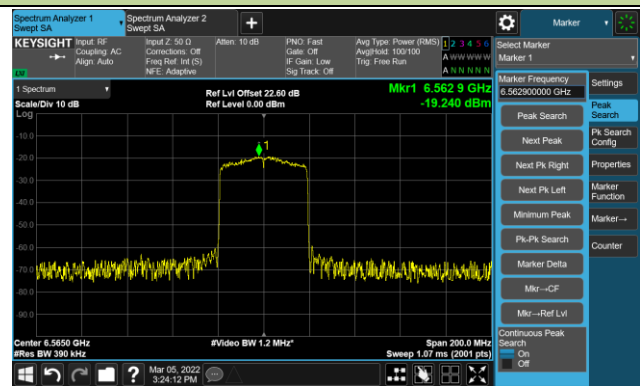 Spectrum Analyzer 1
Swept SA
Spectrum Analyzer 2
Swept SA
Marker
KEYSIGHT
Input: RF
Coupling: AC
Align: Auto
Input Z: 50 Ω
Corrections: Off
Freq Ref: Int (S)
NFE: Adaptive
Atten: 10 dB
PNO: Fast
Gate: Off
IF Gain: Low
Sig Track: Off
Avg Type: Power (RMS)
Avg|Hold: 100/100
Trig: Free Run
1 2 3 4 5 6
A W W W W W
A N N N N N
Select Marker
Marker 1
1 Spectrum
Scale/Div 10 dB
Log
Ref Lvl Offset 22.60 dB
Ref Level 0.00 dBm
Mkr1 6.562 9 GHz
-19.240 dBm
1
-10.0
-20.0
-30.0
-40.0
-50.0
-60.0
-70.0
-80.0
-90.0
Center 6.5650 GHz
#Res BW 390 kHz
#Video BW 1.2 MHz*
Span 200.0 MHz
Sweep 1.07 ms (2001 pts)
Marker Frequency
6.562900000 GHz
Peak Search
Next Peak
Next Pk Right
Next Pk Left
Minimum Peak
Pk-Pk Search
Marker Delta
Mkr→CF
Mkr→Ref Lvl
Continuous Peak
Search
On
Off
Settings
Peak
Search
Pk Search
Config
Properties
Marker
Function
Marker→
Counter
?
Mar 05, 2022
3:24:12 PM